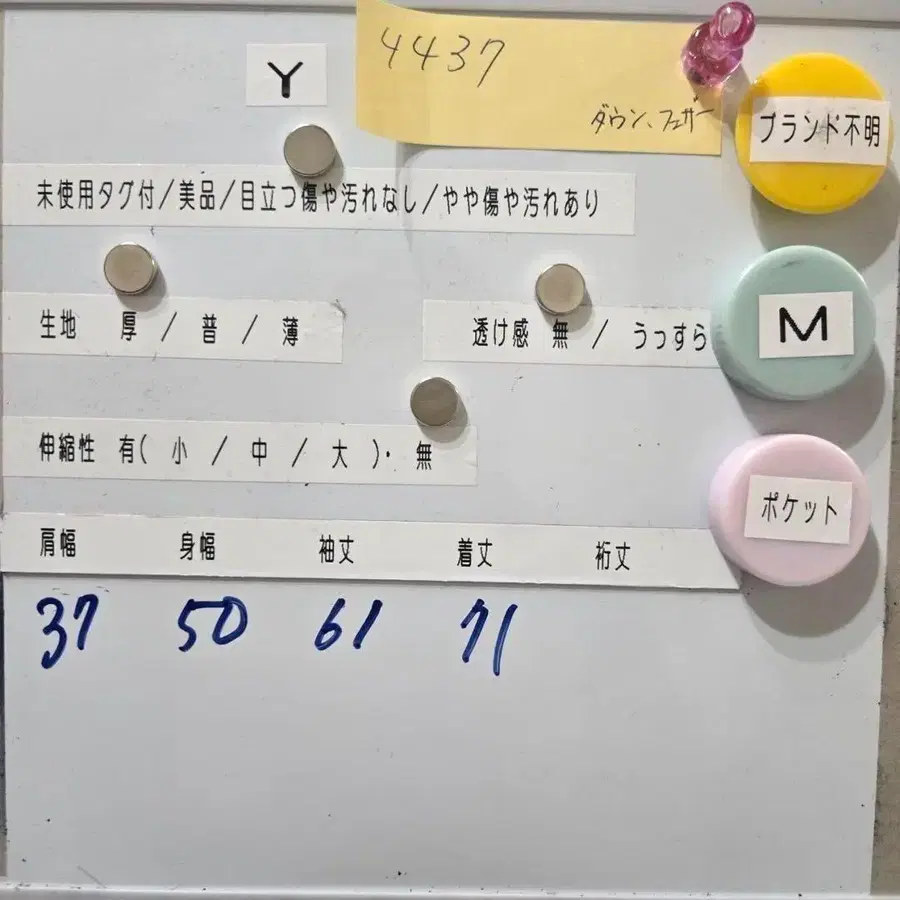 4437
Y
ダウン、フェザー
ブランド不明
未使用タグ付/美品/目立つ傷や汚れなし/やや傷や汚れあり
生地 厚 / 普 / 薄
透け感 無 / うっすら
M
伸縮性 有( 小 / 中 / 大 )・ 無
ポケット
肩幅 身幅 袖丈 着丈 裄丈
37 50 61 71